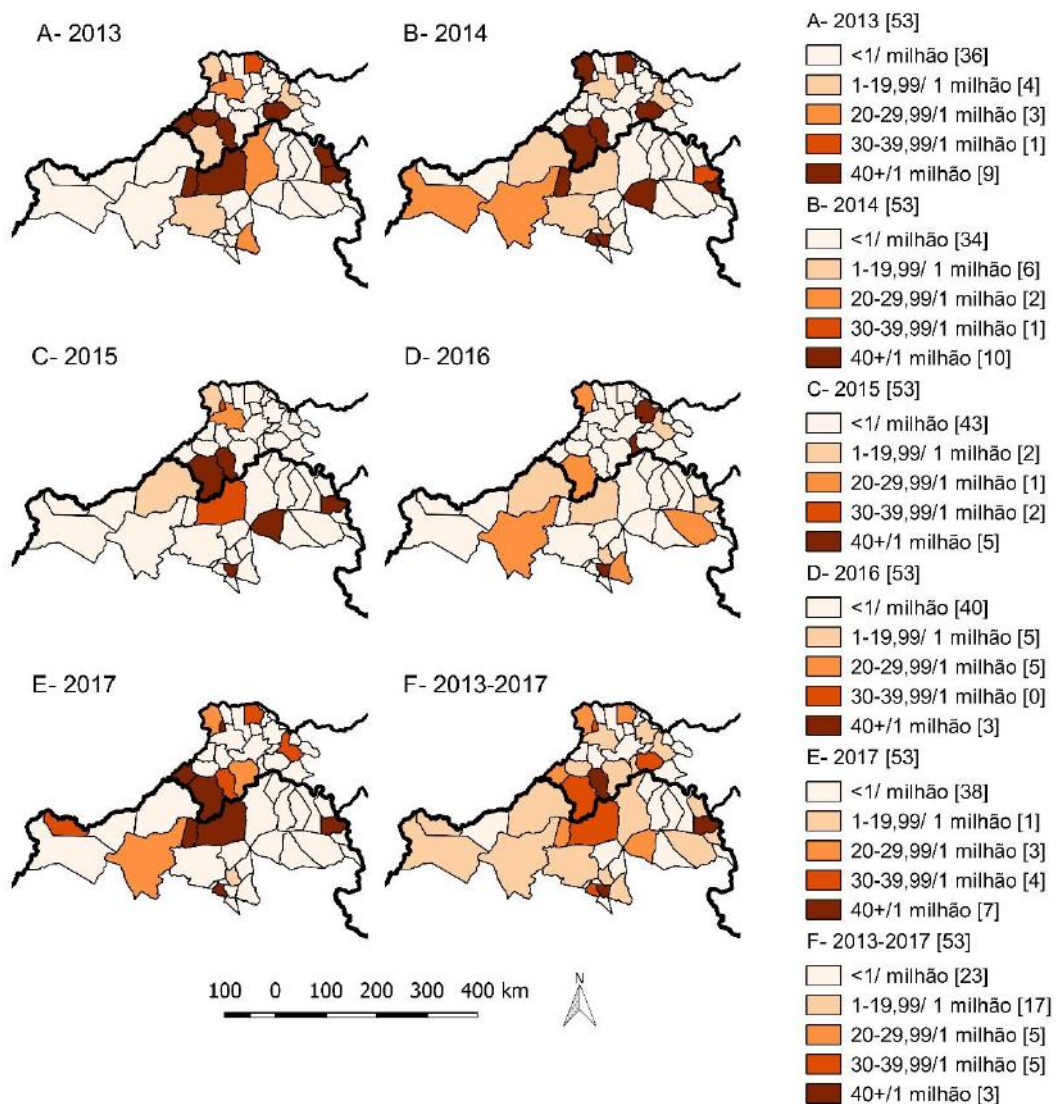 A- 2013
B- 2014
C- 2015
D- 2016
E- 2017
F- 2013-2017
100 0 100 200 300 400 km
N
A- 2013 [53]
<1/ milhão [36]
1-19,99/ 1 milhão [4]
20-29,99/1 milhão [3]
30-39,99/1 milhão [1]
40+/1 milhão [9]
B- 2014 [53]
<1/ milhão [34]
1-19,99/ 1 milhão [6]
20-29,99/1 milhão [2]
30-39,99/1 milhão [1]
40+/1 milhão [10]
C- 2015 [53]
<1/ milhão [43]
1-19,99/ 1 milhão [2]
20-29,99/1 milhão [1]
30-39,99/1 milhão [2]
40+/1 milhão [5]
D- 2016 [53]
<1/ milhão [40]
1-19,99/ 1 milhão [5]
20-29,99/1 milhão [5]
30-39,99/1 milhão [0]
40+/1 milhão [3]
E- 2017 [53]
<1/ milhão [38]
1-19,99/ 1 milhão [1]
20-29,99/1 milhão [3]
30-39,99/1 milhão [4]
40+/1 milhão [7]
F- 2013-2017 [53]
<1/ milhão [23]
1-19,99/ 1 milhão [17]
20-29,99/1 milhão [5]
30-39,99/1 milhão [5]
40+/1 milhão [3]